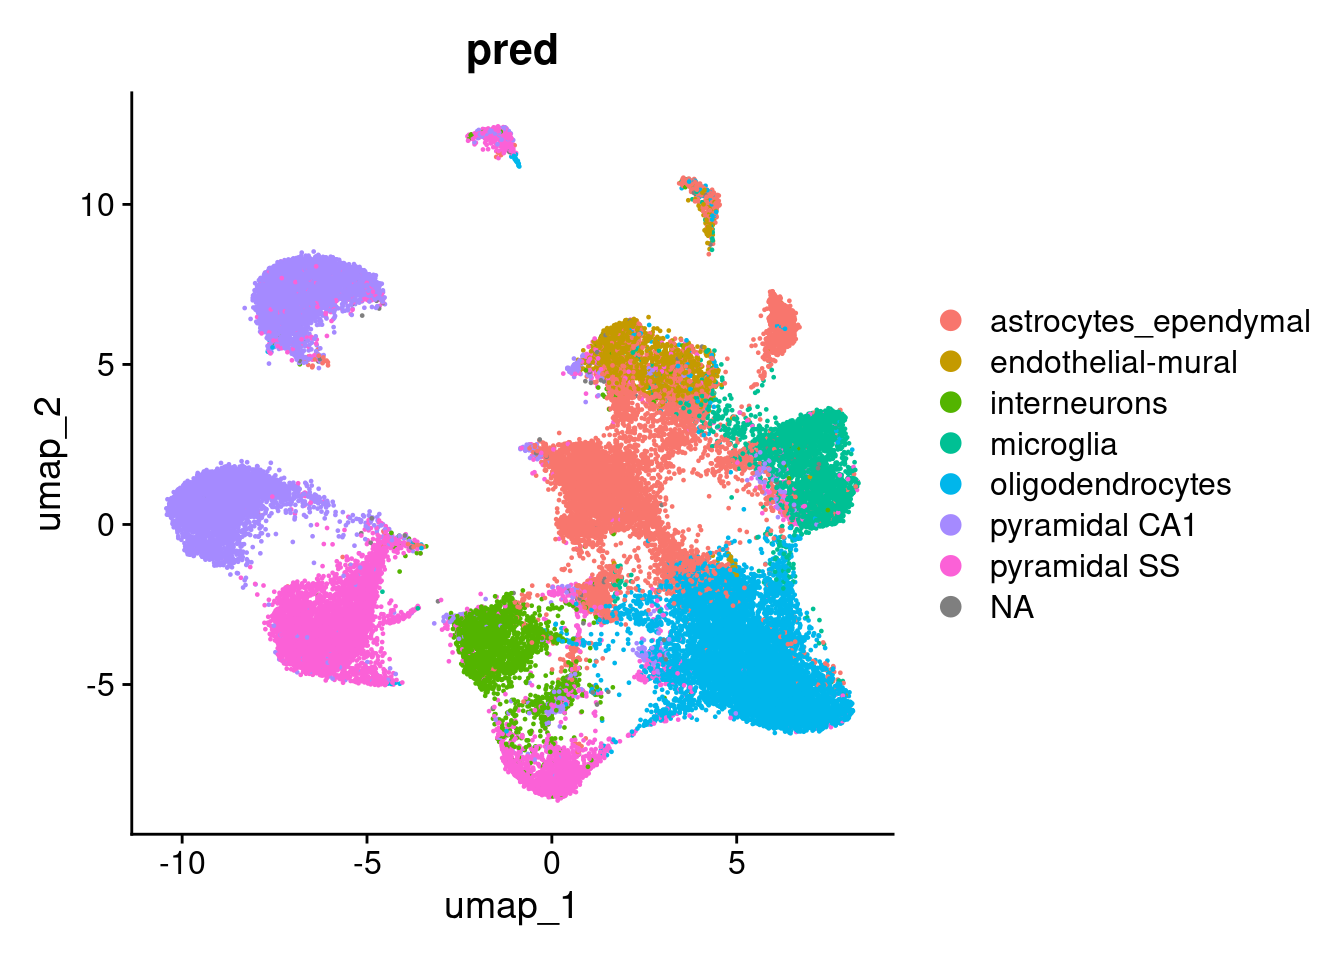 pred
10
5
0
-5
umap_2
-10
-5
0
5
umap_1
astrocytes_ependymal
endothelial-mural
interneurons
microglia
oligodendrocytes
pyramidal CA1
pyramidal SS
NA